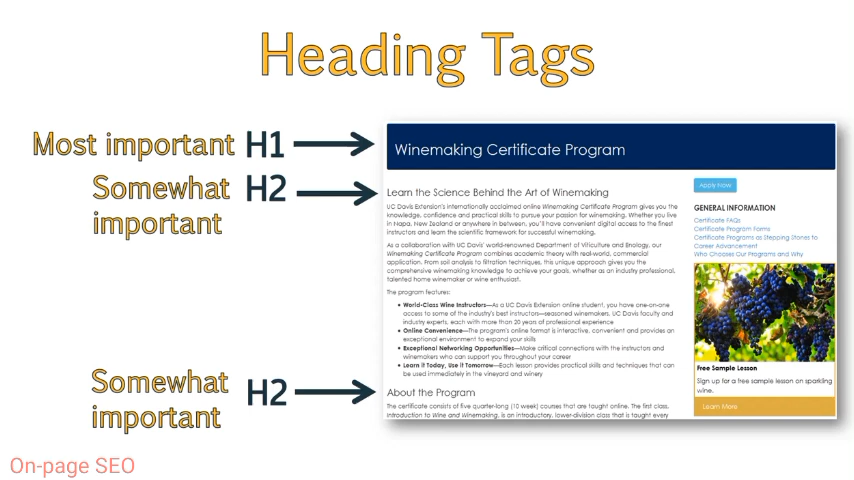 Heading Tags
Most important H1
Somewhat H2
important
Somewhat
important H2
On-page SEO
Winemaking Certificate Program
Learn the Science Behind the Art of Winemaking
UC Davis Extension's internationally acclaimed online Winemaking Certificate Program gives you the
knowledge, confidence and practical skills to pursue your passion for winemaking. Whether you live
in Napa, New Zealand or anywhere in between, you'll have convenient digital access to the finest
instructors and learn the scientific framework for successful winemaking.
As a collaboration with UC Davis' world-renowned Department of Viticulture and Enology, our
Winemaking Certificate Program combines academic theory with real-world, commercial
application. From soil analysis to filtration techniques, this unique approach gives you the
comprehensive winemaking knowledge to achieve your goals, whether as an industry professional,
talented home winemaker or wine enthusiast.
The program features:
• World-Class Wine Instructors—As a UC Davis Extension online student, you have one-on-one
access to some of the industry's best instructors—seasoned winemakers, UC Davis faculty and
industry experts, each with more than 20 years of professional experience
• Online Convenience—The program's online format is interactive, convenient and provides an
exceptional environment to expand your skills
• Exceptional Networking Opportunities—Make critical connections with the instructors and
winemakers who can support you throughout your career
• Learn it Today, Use it Tomorrow—Each lesson provides practical skills and techniques that can
be used immediately in the vineyard and winery
About the Program
The certificate consists of five quarter-long (10 week) courses that are taught online. The first class,
Introduction to Wine and Winemaking, is an introductory, lower-division class that is taught every
Apply Now
GENERAL INFORMATION
Certificate FAQs
Certificate Program Forms
Certificate Programs as Stepping Stones to
Career Advancement
Who Chooses Our Programs and Why
Free Sample Lesson
Sign up for a free sample lesson on sparkling
wine.
Learn More